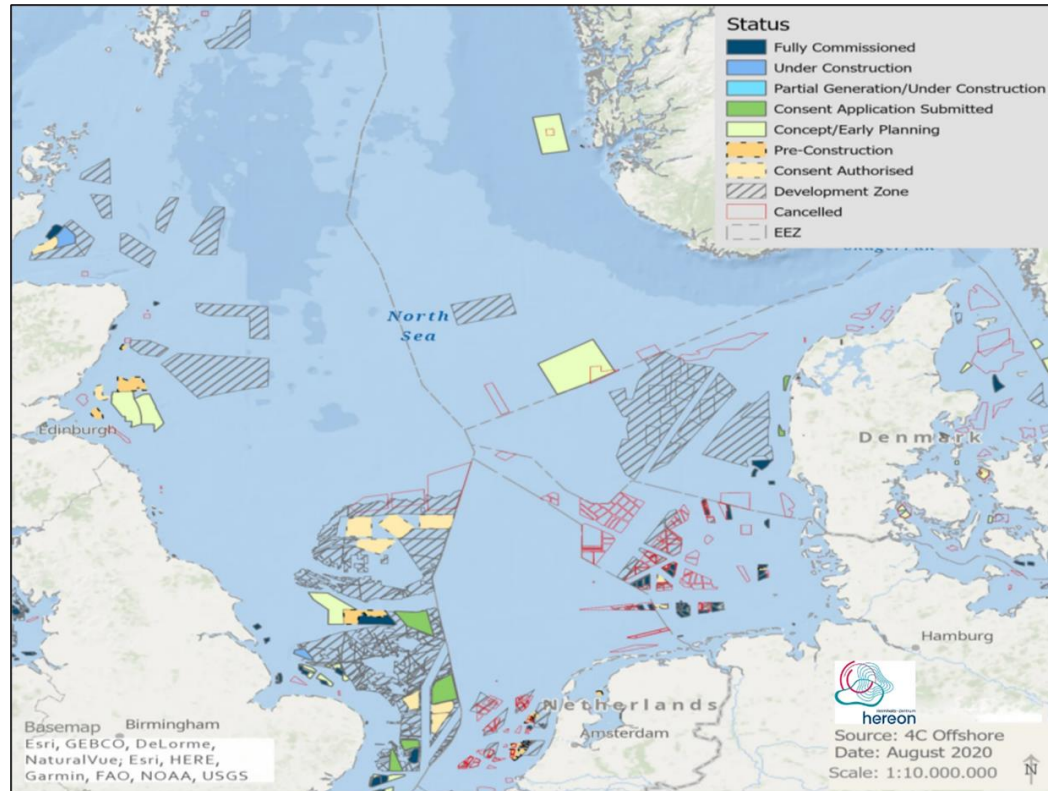 Status
Fully Commissioned
Under Construction
Partial Generation/Under Construction
Consent Application Submitted
Concept/Early Planning
Pre-Construction
Consent Authorised
Development Zone
Cancelled
EEZ
North
Sea
Edinburgh
Denmark
Hamburg
Netherlands
Amsterdam
Birmingham
Basemap
Esri, GEBCO, DeLorme,
NaturalVue; Esri, HERE,
Garmin, FAO, NOAA, USGS
hereon
Source: 4C Offshore
Date: August 2020
Scale: 1:10.000.000
N